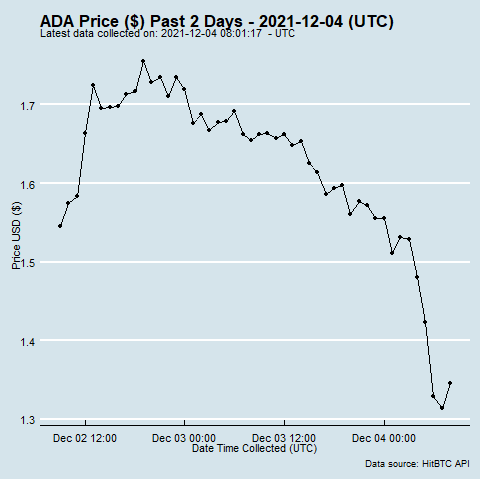 ADA Price ($) Past 2 Days - 2021-12-04 (UTC)
Latest data collected on: 2021-12-04 08:01:17 - UTC
1.7
1.6
1.5
1.4
1.3
Price USD ($)
Dec 02 12:00 Dec 03 00:00 Dec 03 12:00 Dec 04 00:00
Date Time Collected (UTC)
Data source: HitBTC API